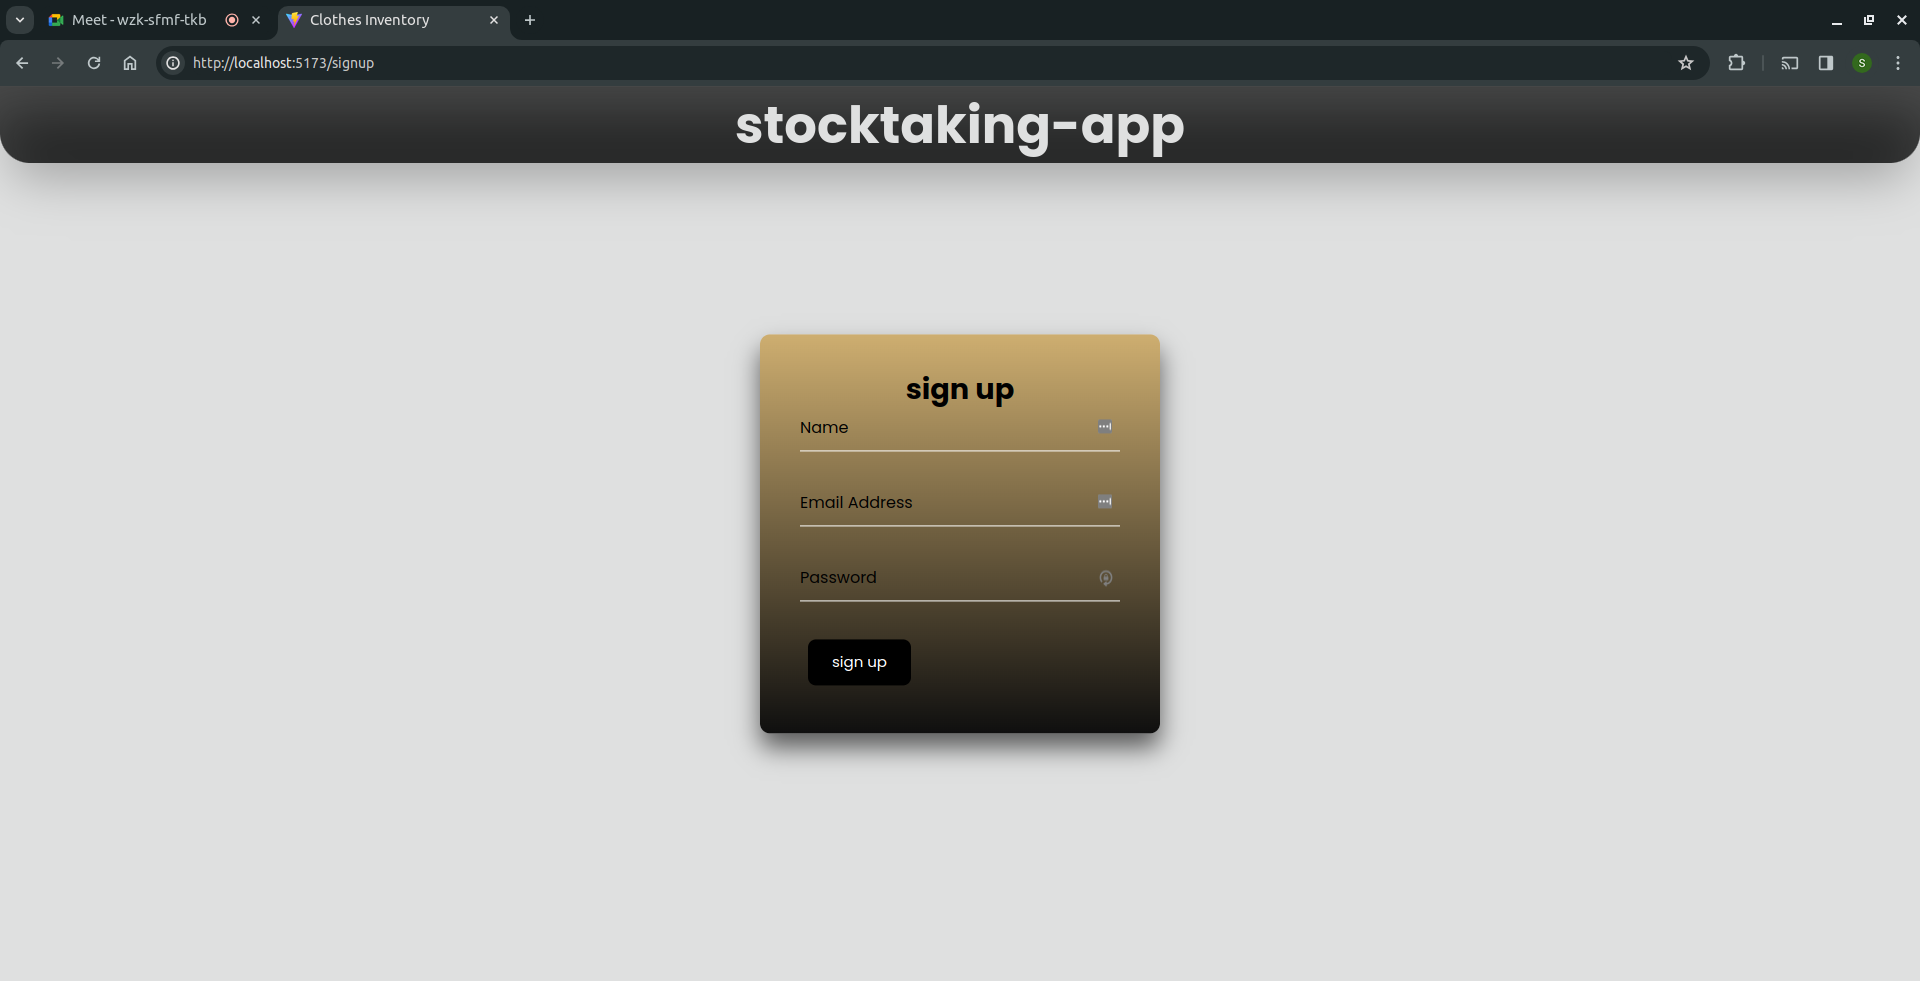 Meet - wzk-sfmf-tkb
Clothes Inventory
http://localhost:5173/signup
S
stocktaking-app
sign up
Name
Email Address
Password
sign up